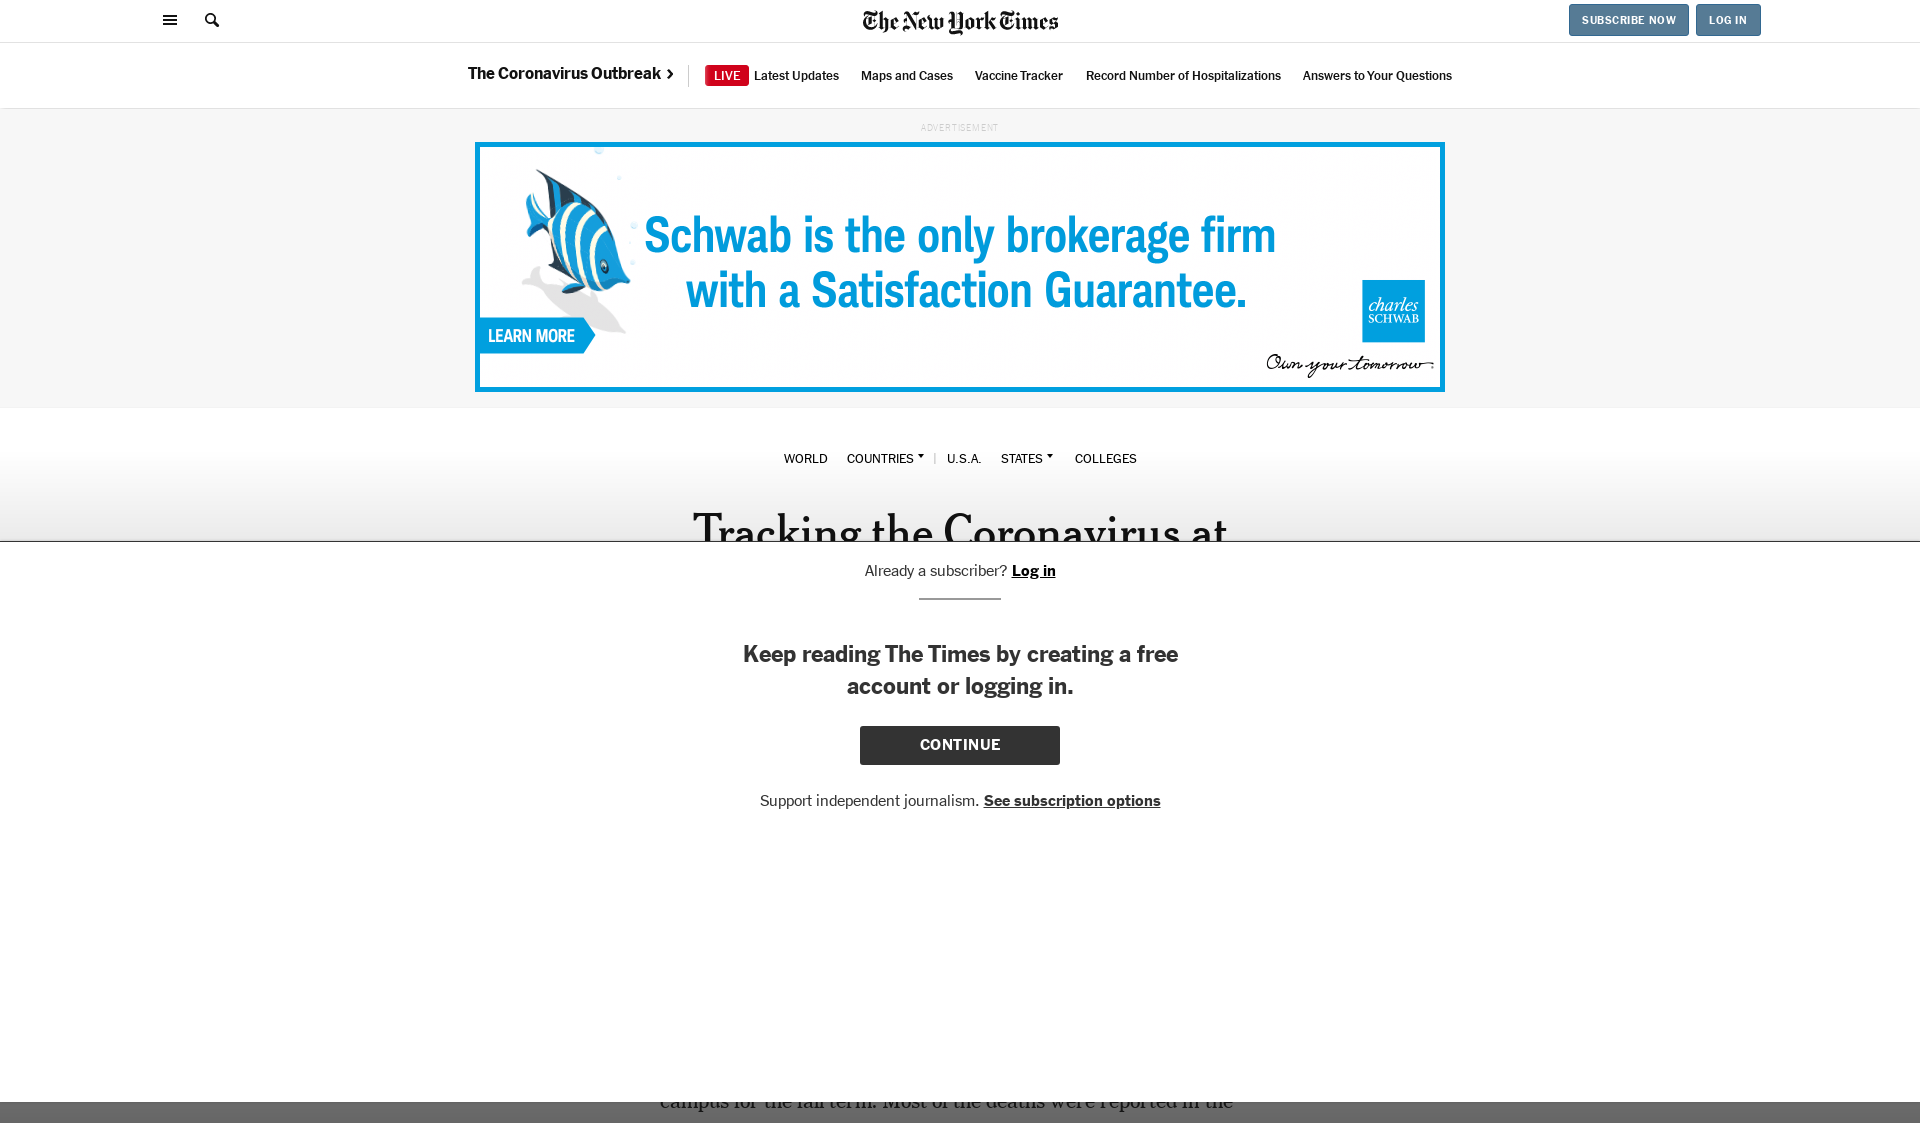 The New York Times
SUBSCRIBE NOW
LOG IN
The Coronavirus Outbreak
LIVE Latest Updates
Maps and Cases
Vaccine Tracker
Record Number of Hospitalizations
Answers to Your Questions
ADVERTISEMENT
Schwab is the only brokerage firm
with a Satisfaction Guarantee.
LEARN MORE
charles
SCHWAB
Own your tomorrow.
WORLD
COUNTRIES
U.S.A.
STATES
COLLEGES
Tracking the Coronavirus at
Already a subscriber? Log in
Keep reading The Times by creating a free
account or logging in.
CONTINUE
Support independent journalism. See subscription options
campus for the fall term. Most of the deaths were reported in the